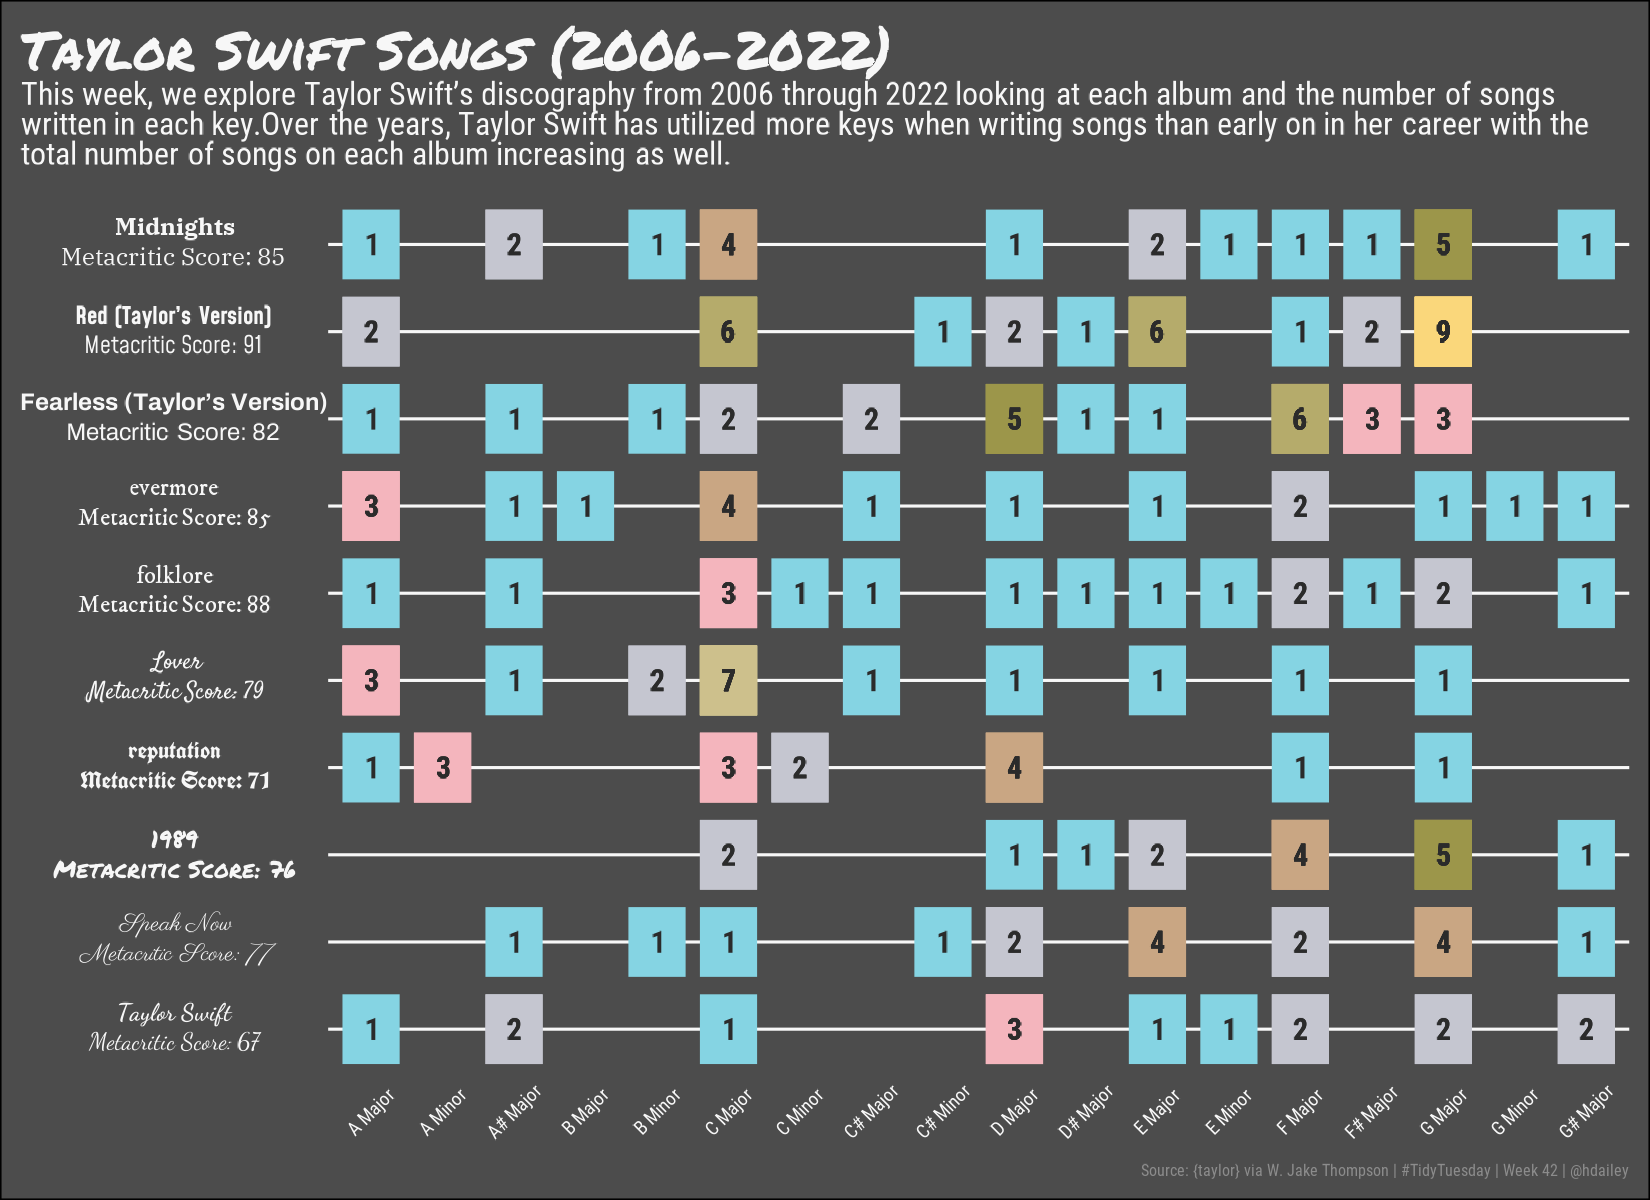 Taylor Swift Songs (2006-2022)
This week, we explore Taylor Swift's discography from 2006 through 2022 looking at each album and the number of songs
written in each key.Over the years, Taylor Swift has utilized more keys when writing songs than early on in her career with the
total number of songs on each album increasing as well.
Midnights
Metacritic Score: 85
1 2 1 4 1 2 1 1 1 5 1
Red (Taylor's Version)
Metacritic Score: 91
2 6 1 2 1 6 1 2 9
Fearless (Taylor's Version)
Metacritic Score: 82
1 1 1 2 2 5 1 1 6 3 3
evermore
Metacritic Score: 85
3 1 1 4 1 1 1 2 1 1 1
folklore
Metacritic Score: 88
1 1 3 1 1 1 1 1 1 2 1 2 1
Lover
Metacritic Score: 79
3 1 2 7 1 1 1 1 1
reputation
Metacritic Score: 71
1 3 3 2 4 1 1
1989
Metacritic Score: 76
2 1 1 2 4 5 1
Speak Now
Metacritic Score: 77
1 1 1 1 2 4 2 4 1
Taylor Swift
Metacritic Score: 67
1 2 1 3 1 1 2 2 2
A Major
A Minor
A# Major
B Major
B Minor
C Major
C Minor
C# Major
C# Minor
D Major
D# Major
E Major
E Minor
F Major
F# Major
G Major
G Minor
G# Major
Source: {taylor} via W. Jake Thompson | #TidyTuesday | Week 42 | @hdailey